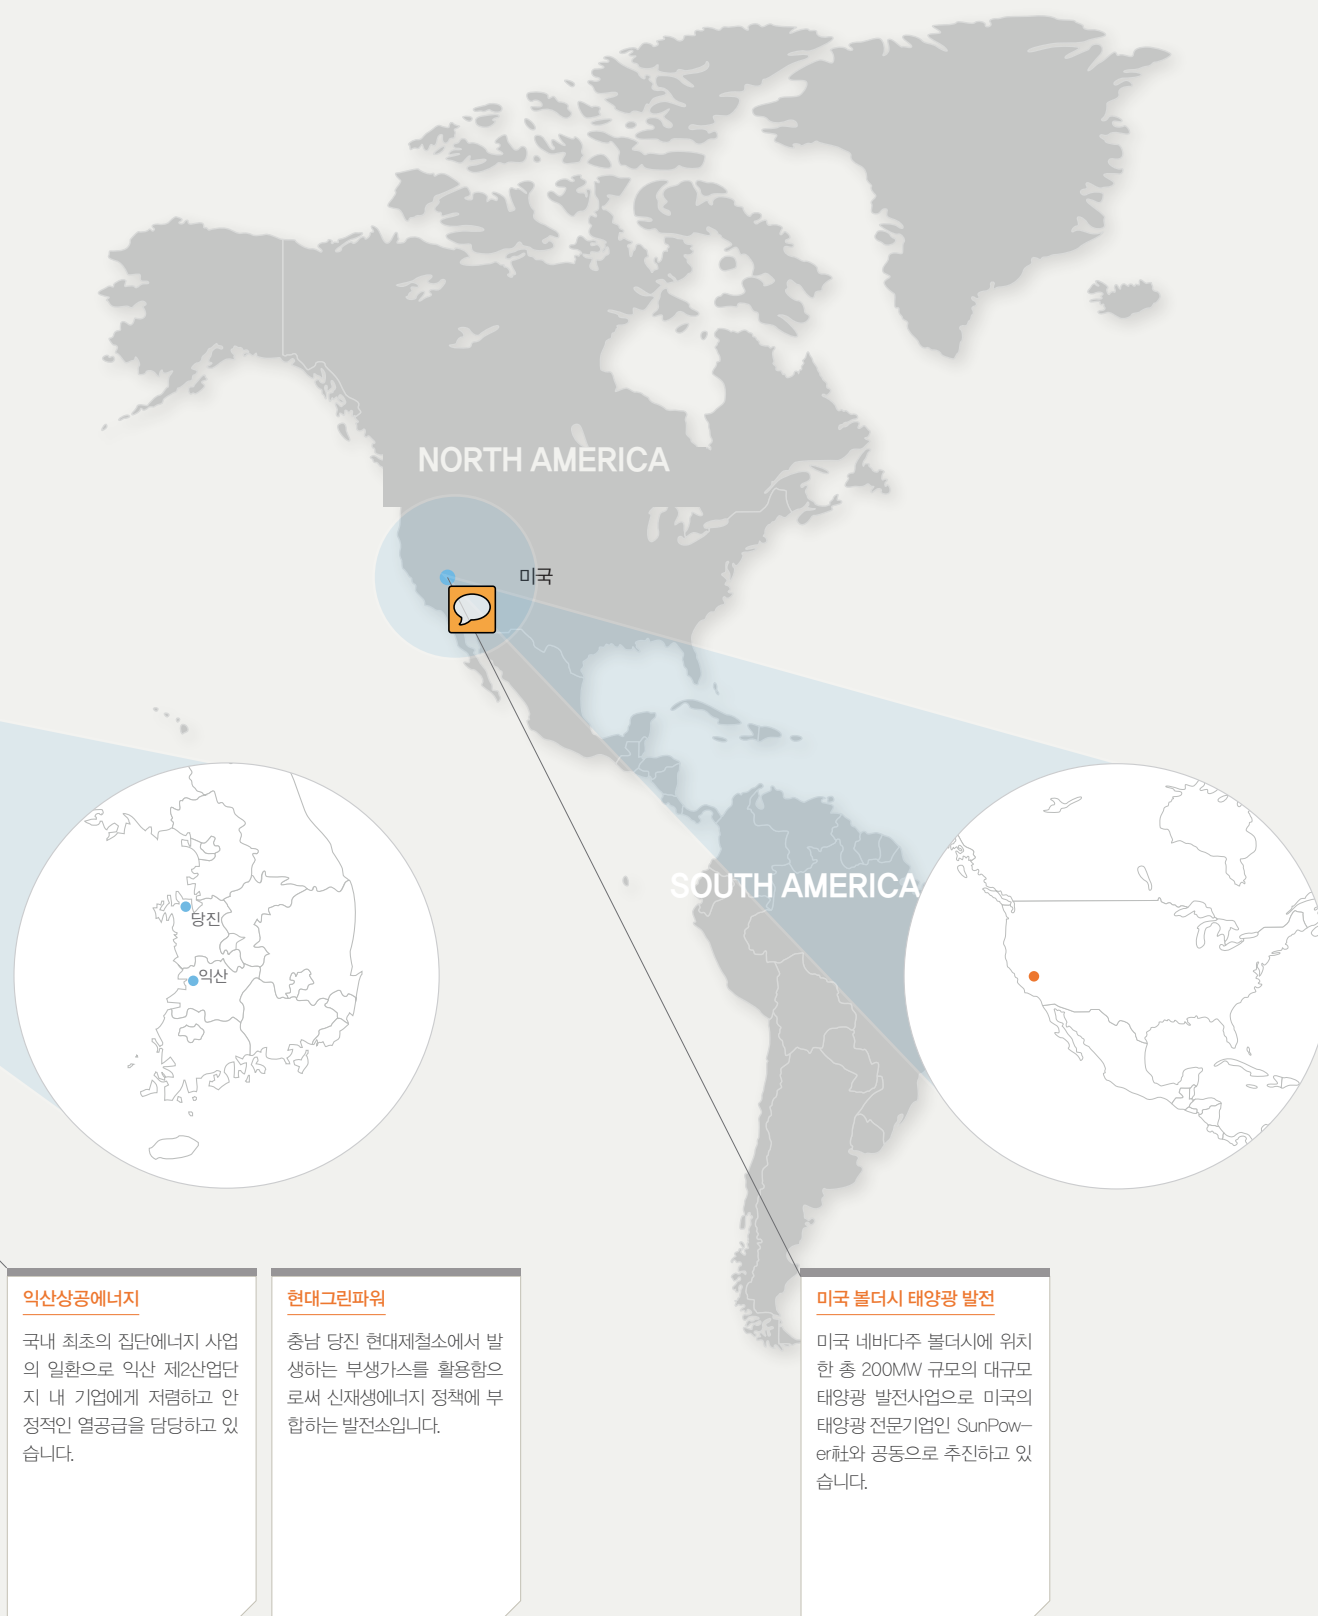 NORTH AMERICA
미국
SOUTH AMERICA
당진
익산
익산상공에너지
국내 최초의 집단에너지 사업
의 일환으로 익산 제2산업단
지 내 기업에게 저렴하고 안
정적인 열공급을 담당하고 있
습니다.
현대그린파워
충남 당진 현대제철소에서 발
생하는 부생가스를 활용함으
로써 신재생에너지 정책에 부
합하는 발전소입니다.
미국 볼더시 태양광 발전
미국 네바다주 볼더시에 위치
한 총 200MW 규모의 대규모
태양광 발전사업으로 미국의
태양광 전문기업인 SunPow-
er社와 공동으로 추진하고 있
습니다.